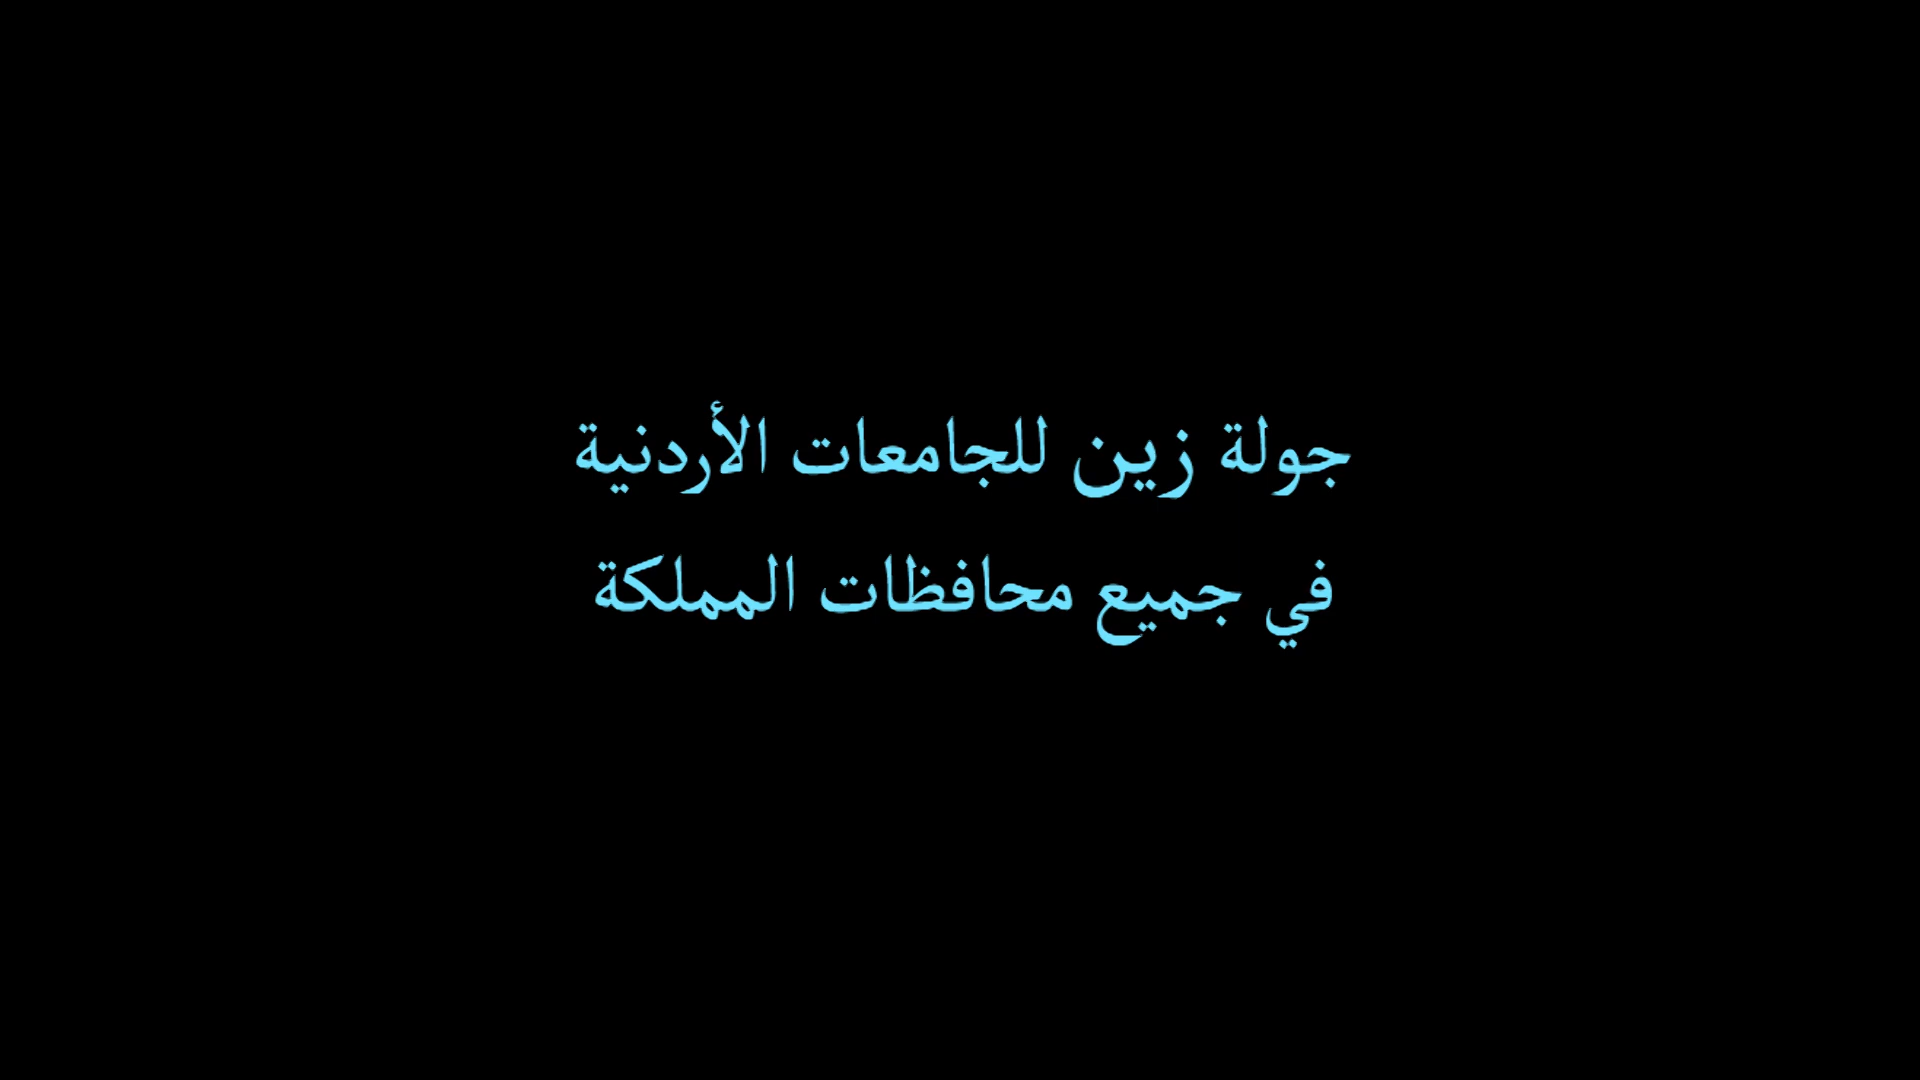 جولة زين للجامعات الأردنية
في جميع محافظات المملكة